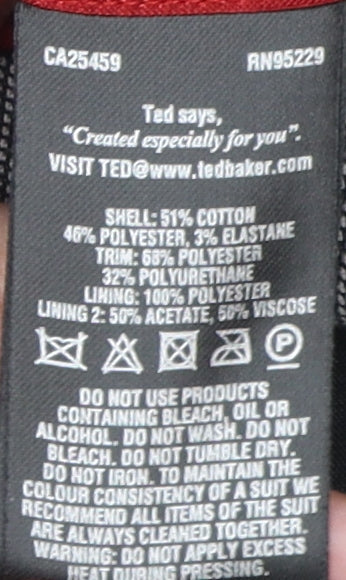 CA25459 RN95229
Ted says,
“Created especially for you”.
VISIT TED@www.tedbaker.com
SHELL: 51% COTTON
46% POLYESTER, 3% ELASTANE
TRIM: 68% POLYESTER
32% POLYURETHANE
LINING: 100% POLYESTER
LINING 2: 50% ACETATE, 50% VISCOSE
P
DO NOT USE PRODUCTS
CONTAINING BLEACH, OIL OR
ALCOHOL. DO NOT WASH. DO NOT
BLEACH. DO NOT TUMBLE DRY.
DO NOT IRON. TO MAINTAIN THE
COLOUR CONSISTENCY OF A SUIT WE
RECOMMEND ALL ITEMS OF THE SUIT
ARE ALWAYS CLEANED TOGETHER.
WARNING: DO NOT APPLY EXCESS
HEAT DURING PRESSING.